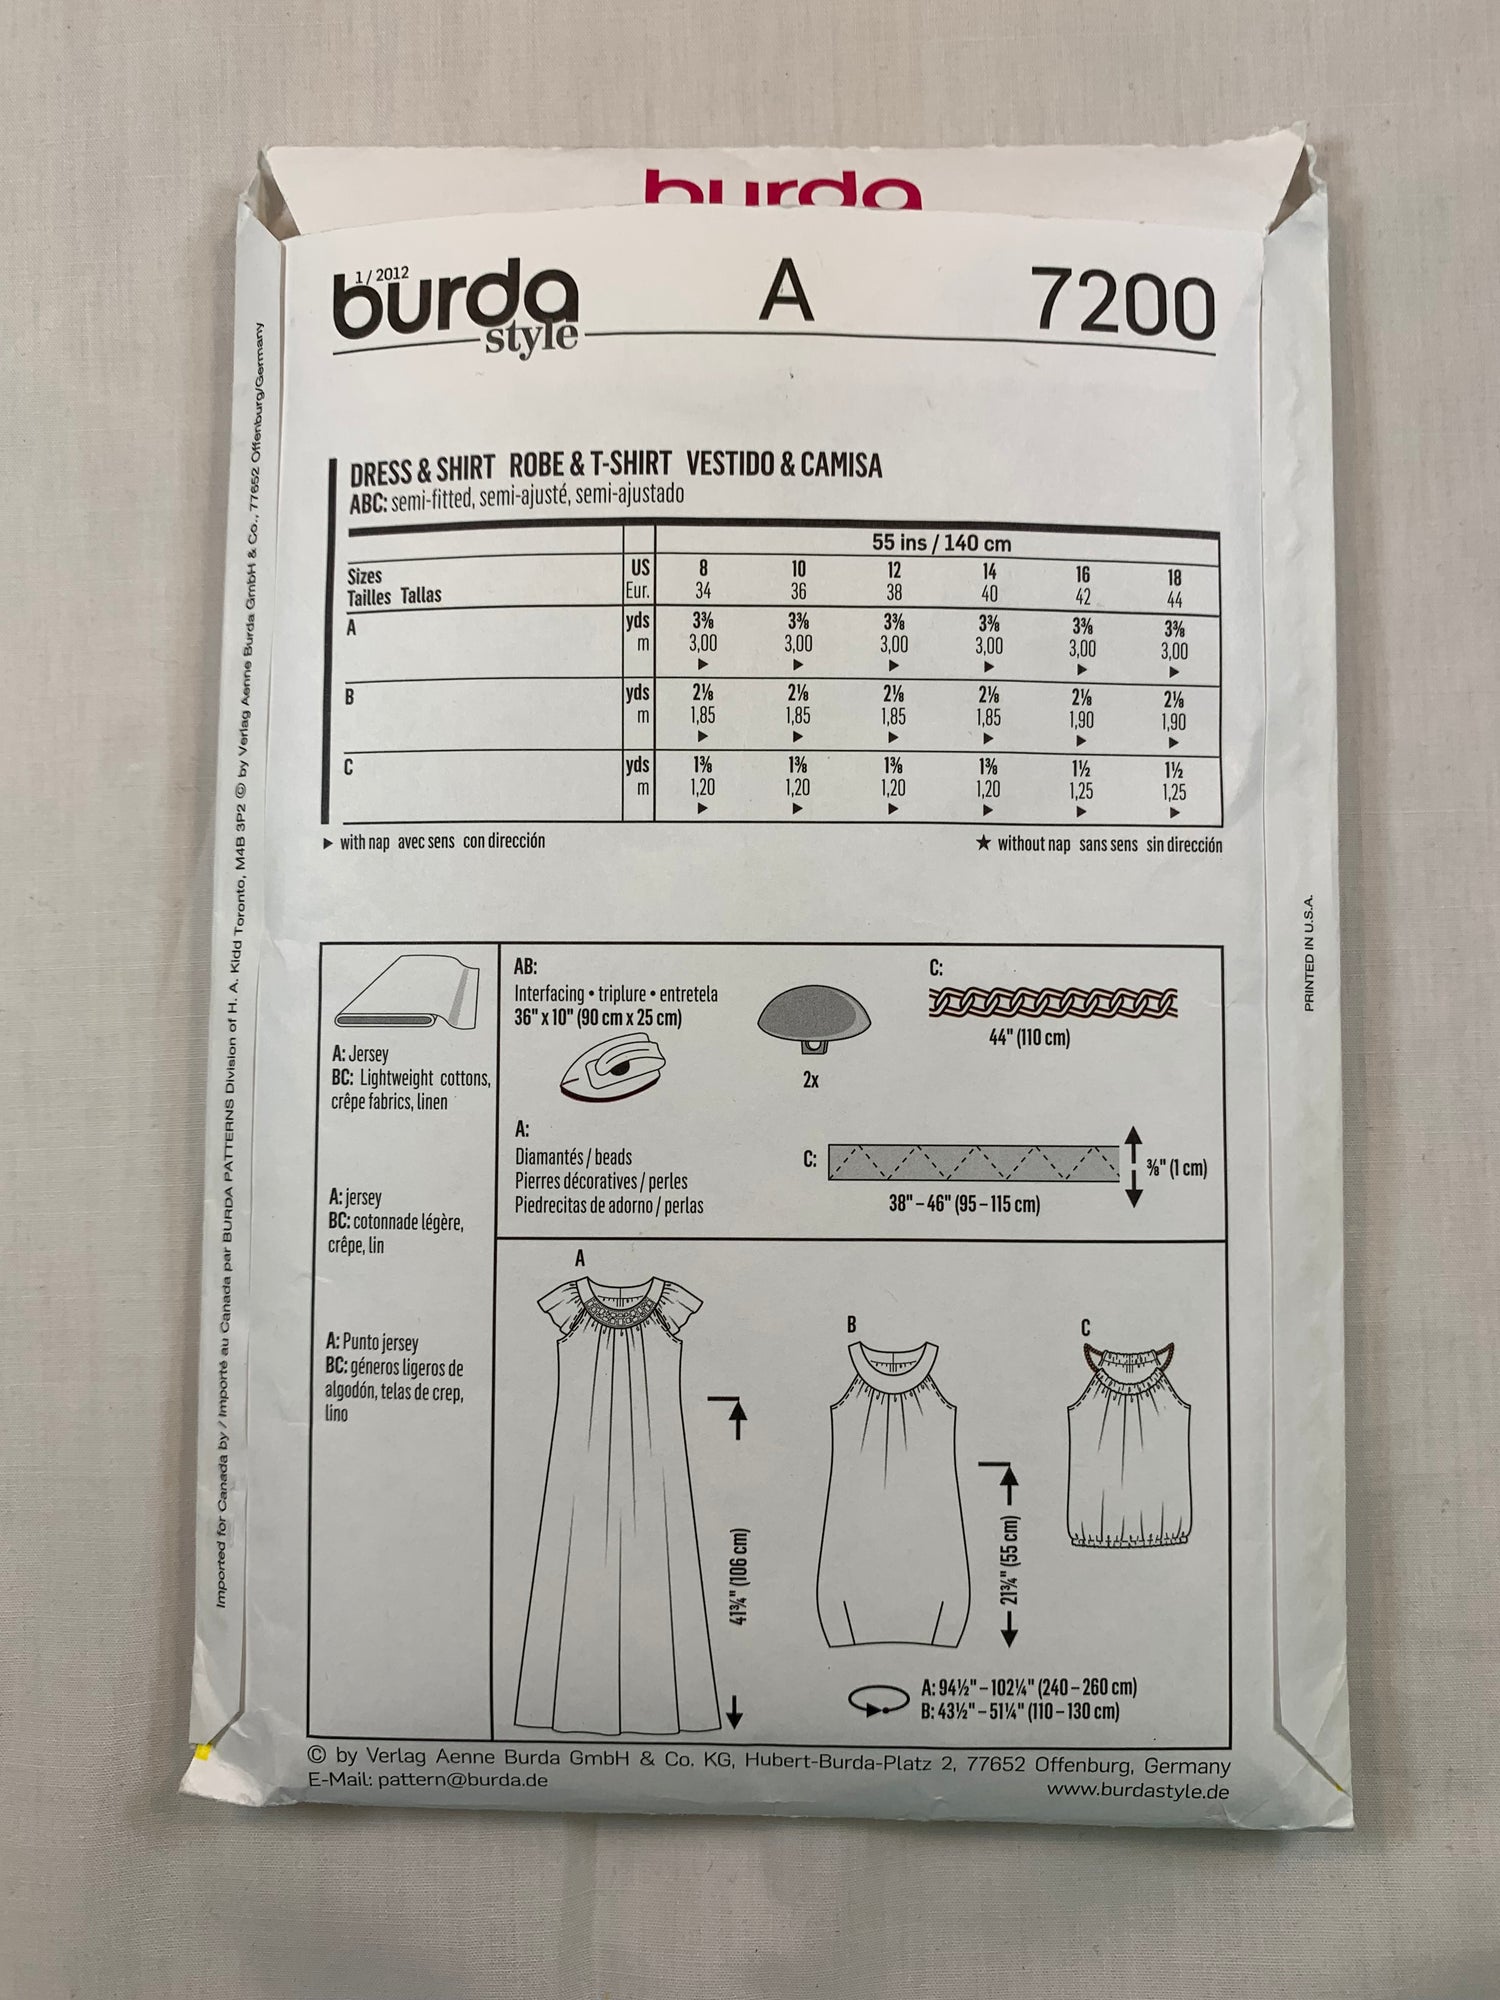 burda
1/2012
burda style A 7200
DRESS & SHIRT ROBE & T-SHIRT VESTIDO & CAMISA
ABC: semi-fitted, semi-ajusté, semi-ajustado
55 ins / 140 cm
Sizes US 8 10 12 14 16 18
Tailles Tallas Eur. 34 36 38 40 42 44
A yds 3⅜ 3⅜ 3⅜ 3⅜ 3⅜ 3⅜
m 3,00 3,00 3,00 3,00 3,00 3,00
▶ ▶ ▶ ▶ ▶ ▶
B yds 2⅛ 2⅛ 2⅛ 2⅛ 2⅛ 2⅛
m 1,85 1,85 1,85 1,85 1,90 1,90
▶ ▶ ▶ ▶ ▶ ▶
C yds 1⅜ 1⅜ 1⅜ 1⅜ 1½ 1½
m 1,20 1,20 1,20 1,20 1,25 1,25
▶ ▶ ▶ ▶ ▶ ▶
▶ with nap avec sens con dirección ★ without nap sans sens sin dirección
A: Jersey
BC: Lightweight cottons,
crêpe fabrics, linen
A: jersey
BC: cotonnade légère,
crêpe, lin
A: Punto jersey
BC: géneros ligeros de
algodón, telas de crep,
lino
AB:
Interfacing • triplure • entretela
36" x 10" (90 cm x 25 cm)
2x
C:
44" (110 cm)
A:
Diamantés / beads
Pierres décoratives / perles
Piedrecitas de adorno / perlas
C:
⅜" (1 cm)
38" – 46" (95 – 115 cm)
A
B
C
41¾" (106 cm)
21¾" (55 cm)
A: 94½" – 102¼" (240 – 260 cm)
B: 43½" – 51¼" (110 – 130 cm)
© by Verlag Aenne Burda GmbH & Co. KG, Hubert-Burda-Platz 2, 77652 Offenburg, Germany
E-Mail: pattern@burda.de www.burdastyle.de
Imported for Canada by / Importé au Canada par BURDA PATTERNS Division of H. A. Kidd Toronto, M4B 3P2 © by Verlag Aenne Burda GmbH & Co., 77652 Offenburg/Germany
PRINTED IN U.S.A.